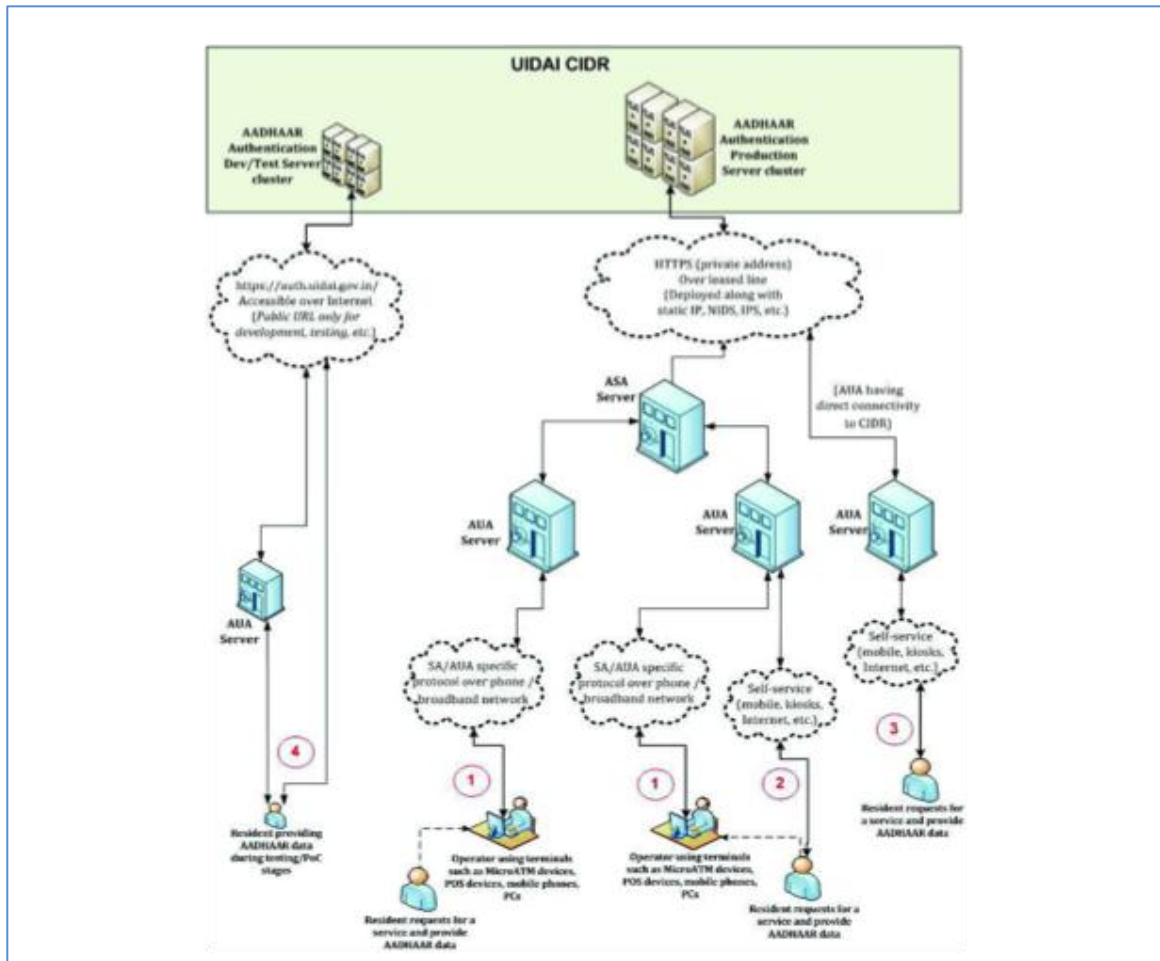 UIDAI CIDR
AADHAAR
Authentication
Dev/Test Server
cluster
AADHAAR
Authentication
Production
Server cluster
https://auth.uidai.gov.in/
Accessible over Internet
(Public URL only for
development, testing, etc.)
HTTPS (private address)
Over leased line
(Deployed along with
static IP, NIDS, IPS, etc.)
ASA
Server
(AUA having
direct connectivity
to CIDR)
AUA
Server
AUA
Server
AUA
Server
AUA
Server
SA/AUA specific
protocol over phone /
broadband network
SA/AUA specific
protocol over phone /
broadband network
Self-service
(mobile, kiosks,
Internet, etc.)
Self-service
(mobile, kiosks,
Internet, etc.)
4
1
1
2
3
Resident providing
AADHAAR data
during testing/PoC
stages
Operator using terminals
such as MicroATM devices,
POS devices, mobile phones,
PCs
Operator using terminals
such as MicroATM devices,
POS devices, mobile phones,
PCs
Resident requests for
a service and provide
AADHAAR data
Resident requests for a
service and provide
AADHAAR data
Resident requests for a
service and provide
AADHAAR data